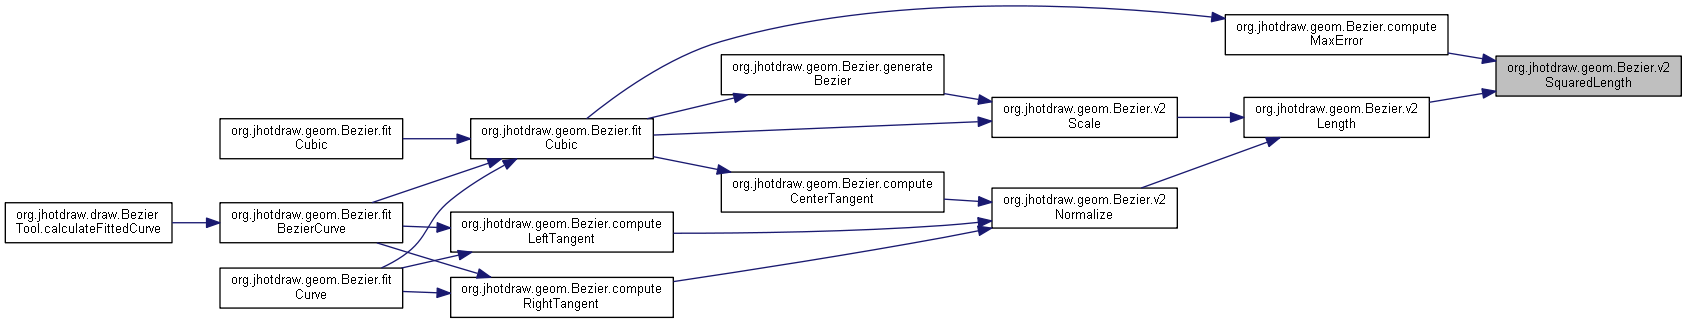 org.jhotdraw.geom.Bezier.compute
MaxError
org.jhotdraw.geom.Bezier.v2
SquaredLength
org.jhotdraw.geom.Bezier.generate
Bezier
org.jhotdraw.geom.Bezier.v2
Scale
org.jhotdraw.geom.Bezier.v2
Length
org.jhotdraw.geom.Bezier.fit
Cubic
org.jhotdraw.geom.Bezier.fit
Cubic
org.jhotdraw.geom.Bezier.compute
CenterTangent
org.jhotdraw.geom.Bezier.v2
Normalize
org.jhotdraw.draw.Bezier
Tool.calculateFittedCurve
org.jhotdraw.geom.Bezier.fit
BezierCurve
org.jhotdraw.geom.Bezier.compute
LeftTangent
org.jhotdraw.geom.Bezier.fit
Curve
org.jhotdraw.geom.Bezier.compute
RightTangent